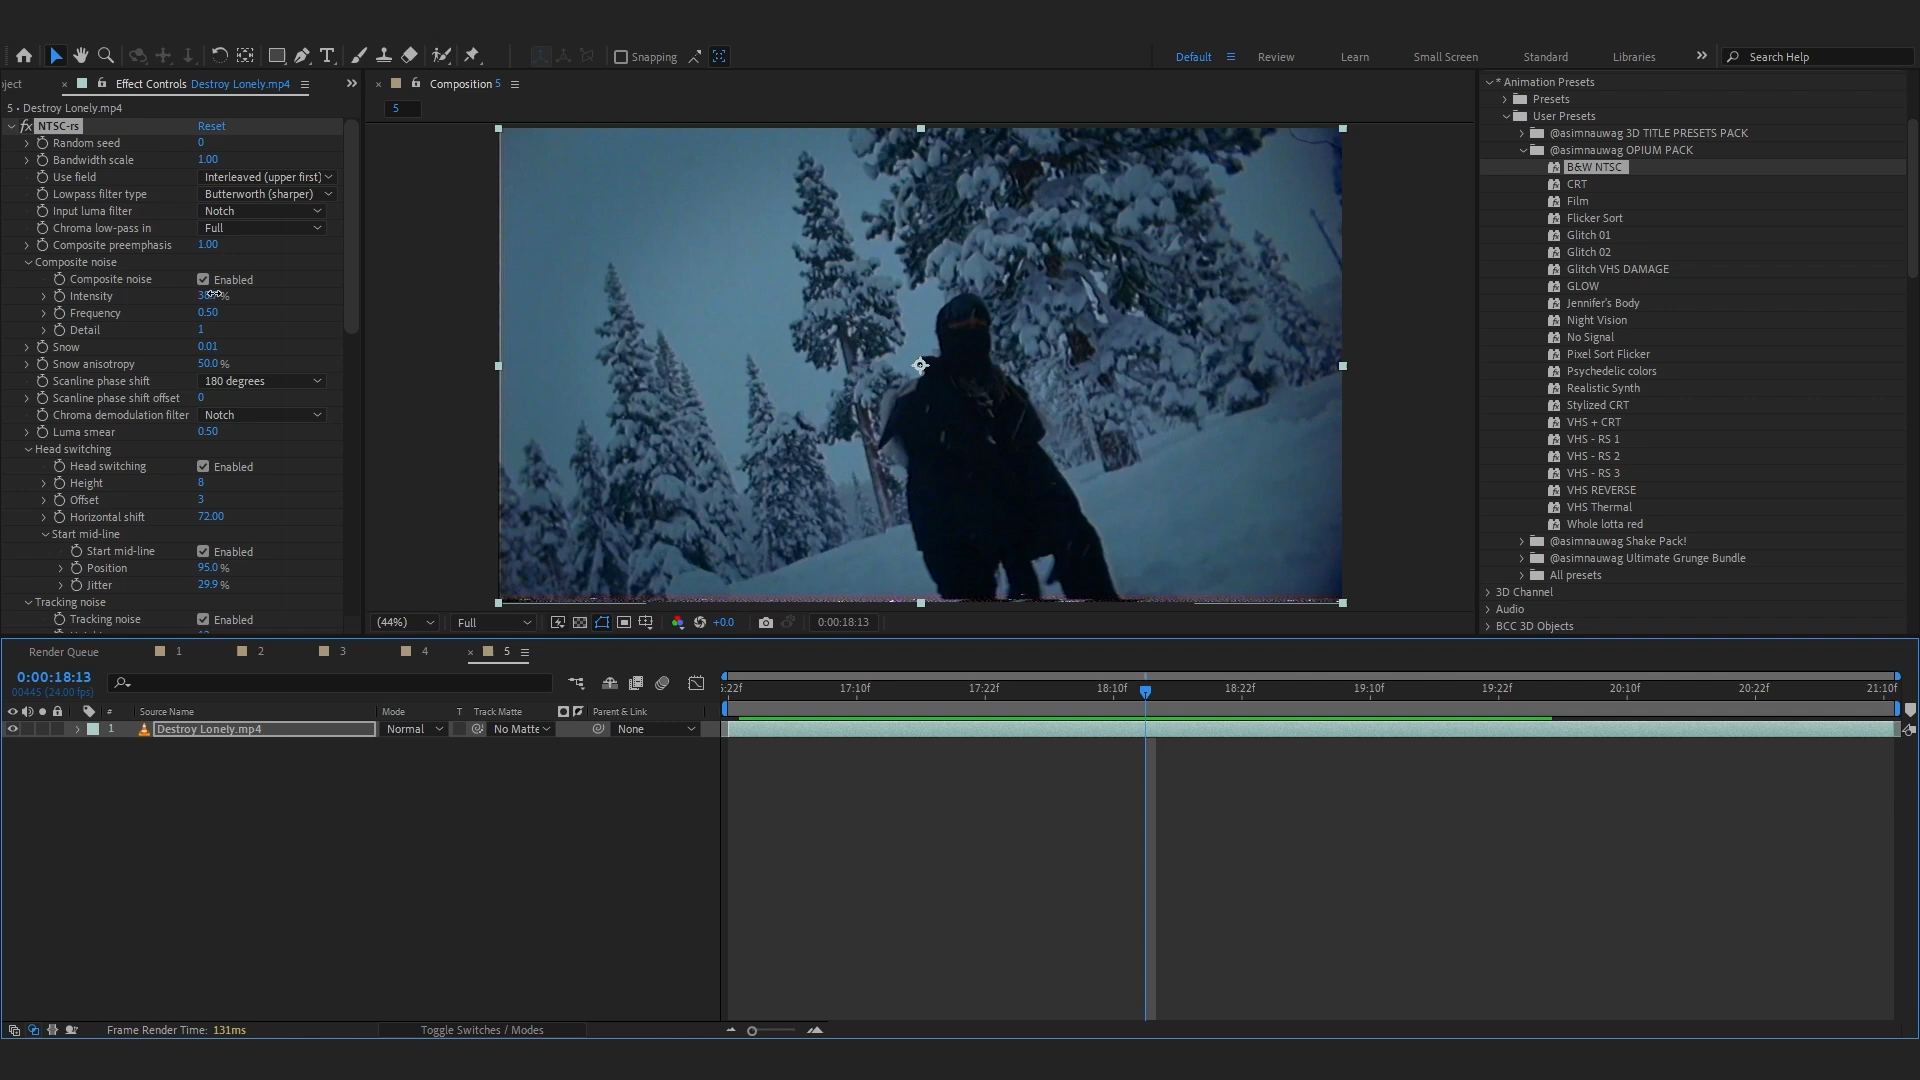 Snapping
Default
Review
Learn
Small Screen
Standard
Libraries
Search Help
ject
Effect Controls Destroy Lonely.mp4
5 • Destroy Lonely.mp4
fx NTSC-rs Reset
Random seed 0
Bandwidth scale 1.00
Use field Interleaved (upper first)
Lowpass filter type Butterworth (sharper)
Input luma filter Notch
Chroma low-pass in Full
Composite preemphasis 1.00
Composite noise
Composite noise Enabled
Intensity %
Frequency 0.50
Detail 1
Snow 0.01
Snow anisotropy 50.0 %
Scanline phase shift 180 degrees
Scanline phase shift offset 0
Chroma demodulation filter Notch
Luma smear 0.50
Head switching
Head switching Enabled
Height 8
Offset 3
Horizontal shift 72.00
Start mid-line
Start mid-line Enabled
Position 95.0 %
Jitter 29.9 %
Tracking noise
Tracking noise Enabled
Composition 5
5
(44%) Full +0.0 0:00:18:13
* Animation Presets
Presets
User Presets
@asimnauwag 3D TITLE PRESETS PACK
@asimnauwag OPIUM PACK
B&W NTSC
CRT
Film
Flicker Sort
Glitch 01
Glitch 02
Glitch VHS DAMAGE
GLOW
Jennifer's Body
Night Vision
No Signal
Pixel Sort Flicker
Psychedelic colors
Realistic Synth
Stylized CRT
VHS + CRT
VHS - RS 1
VHS - RS 2
VHS - RS 3
VHS REVERSE
VHS Thermal
Whole lotta red
@asimnauwag Shake Pack!
@asimnauwag Ultimate Grunge Bundle
All presets
3D Channel
Audio
BCC 3D Objects
Render Queue 1 2 3 4 5
0:00:18:13
00445 (24.00 fps)
5:22f 17:10f 17:22f 18:10f 18:22f 19:10f 19:22f 20:10f 20:22f 21:10f
# Source Name Mode T Track Matte Parent & Link
1 Destroy Lonely.mp4 Normal No Matte None
Frame Render Time: 131ms
Toggle Switches / Modes